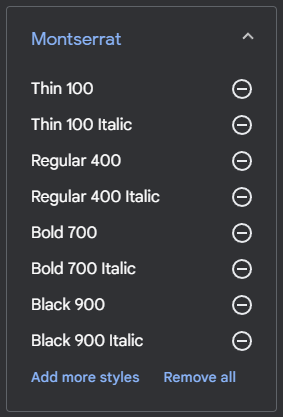 Montserrat
Thin 100
Thin 100 Italic
Regular 400
Regular 400 Italic
Bold 700
Bold 700 Italic
Black 900
Black 900 Italic
Add more styles Remove all